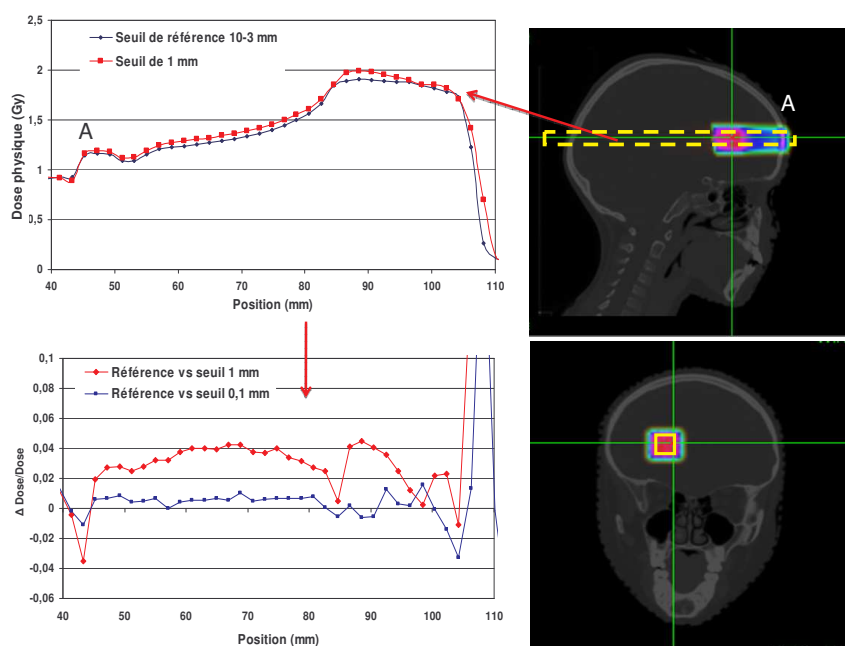 2,5
2
1,5
1
0,5
0
Dose physique (Gy)
Seuil de référence 10-3 mm
Seuil de 1 mm
A
40 50 60 70 80 90 100 110
Position (mm)
A
0,1
0,08
0,06
0,04
0,02
0
-0,02
-0,04
-0,06
Δ Dose/Dose
Référence vs seuil 1 mm
Référence vs seuil 0,1 mm
40 50 60 70 80 90 100 110
Position (mm)